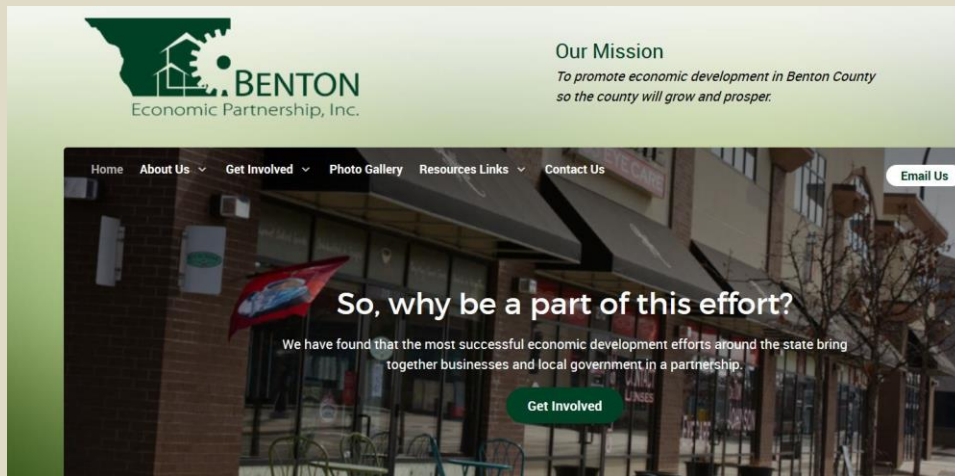 BENTON
Economic Partnership, Inc.
Our Mission
To promote economic development in Benton County
so the county will grow and prosper.
Home About Us Get Involved Photo Gallery Resources Links Contact Us
Email Us
EYE CARE
So, why be a part of this effort?
We have found that the most successful economic development efforts around the state bring
together businesses and local government in a partnership.
Get Involved